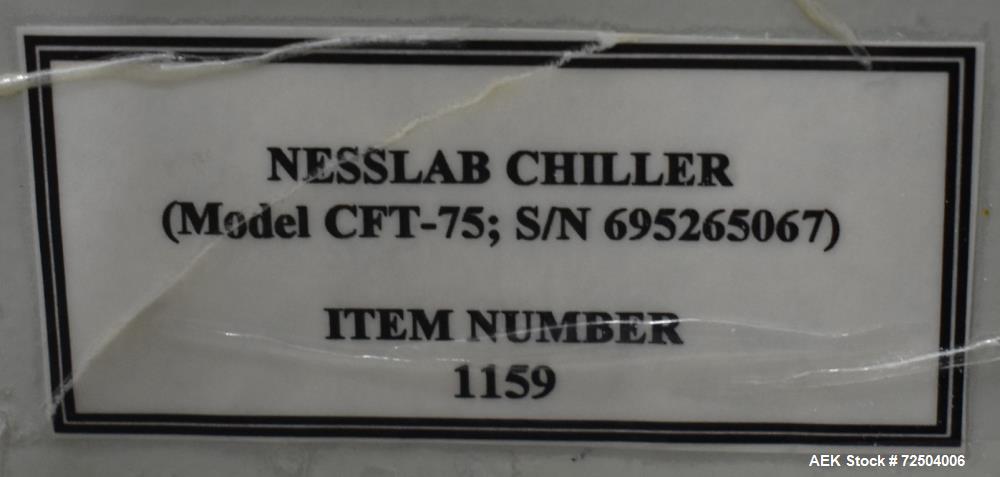 NESSLAB CHILLER
(Model CFT-75; S/N 695265067)
ITEM NUMBER
1159
AEK Stock # 72504006